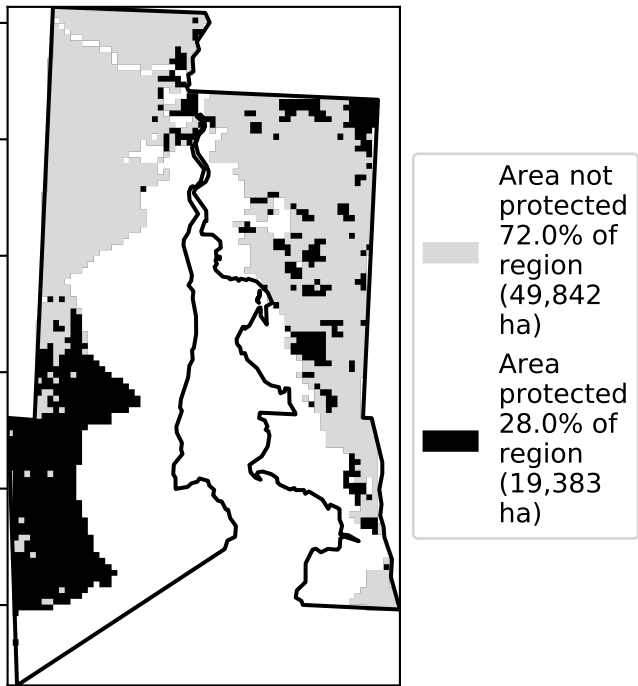 Area not
protected
72.0% of
region
(49,842
ha)
Area
protected
28.0% of
region
(19,383
ha)